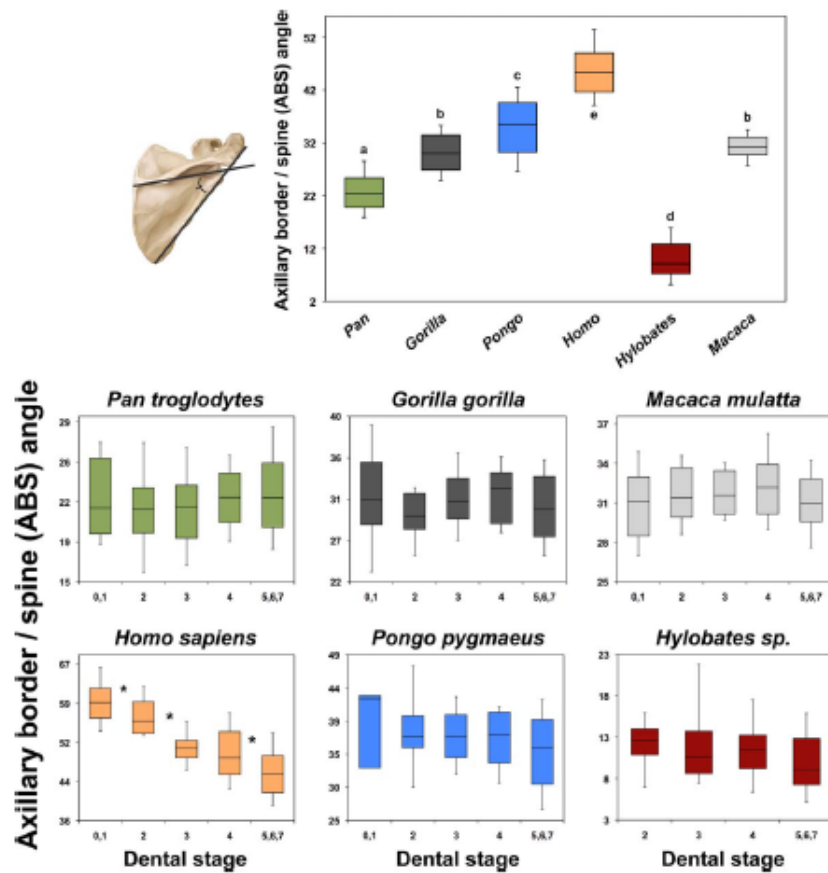 Axillary border / spine (ABS) angle
52
42
32
22
12
2
a
b
c
e
d
b
Pan
Gorilla
Pongo
Homo
Hylobates
Macaca
Axillary border / spine (ABS) angle
Pan troglodytes
29
26
22
19
15
0,1 2 3 4 5,6,7
Gorilla gorilla
40
36
31
27
22
0,1 2 3 4 5,6,7
Macaca mulatta
37
34
31
28
25
0,1 2 3 4 5,6,7
Homo sapiens
67
59
52
44
36
* * *
0,1 2 3 4 5,6,7
Dental stage
Pongo pygmaeus
49
44
39
35
30
25
0,1 2 3 4 5,6,7
Dental stage
Hylobates sp.
23
18
13
8
3
2 3 4 5,6,7
Dental stage